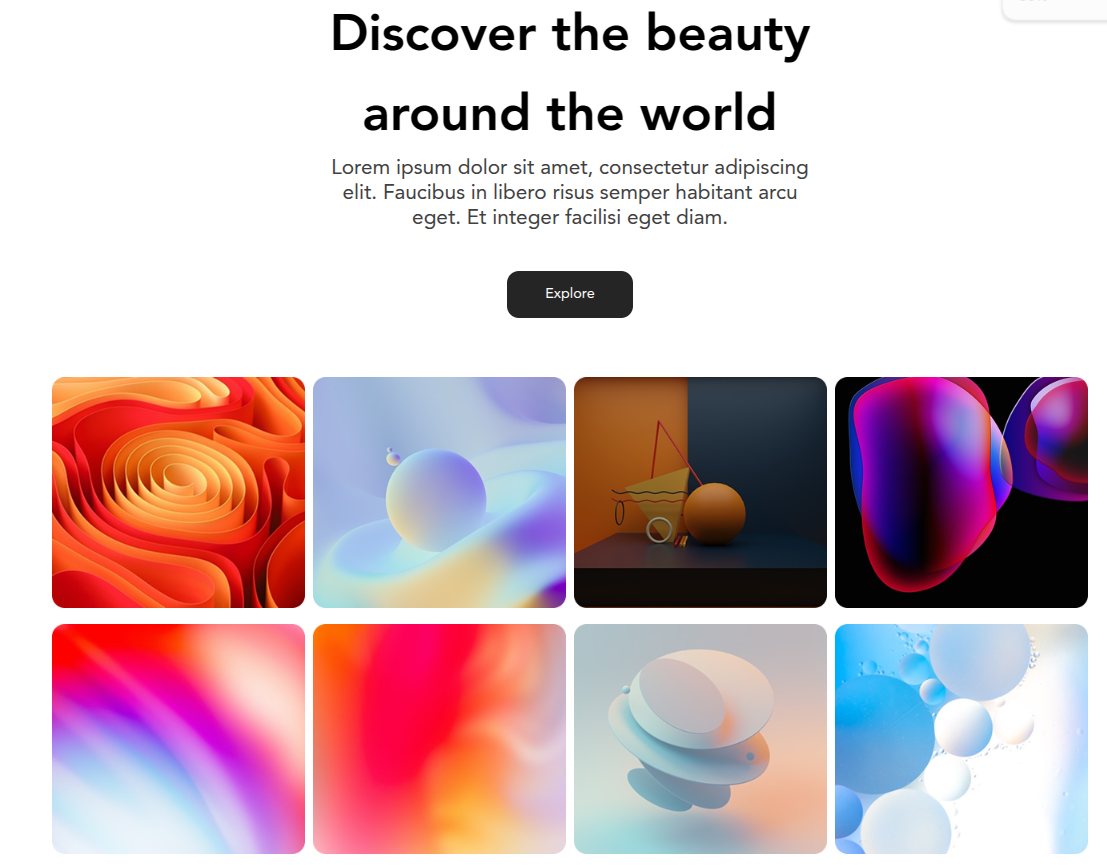 Discover the beauty
around the world
Lorem ipsum dolor sit amet, consectetur adipiscing
elit. Faucibus in libero risus semper habitant arcu
eget. Et integer facilisi eget diam.
Explore